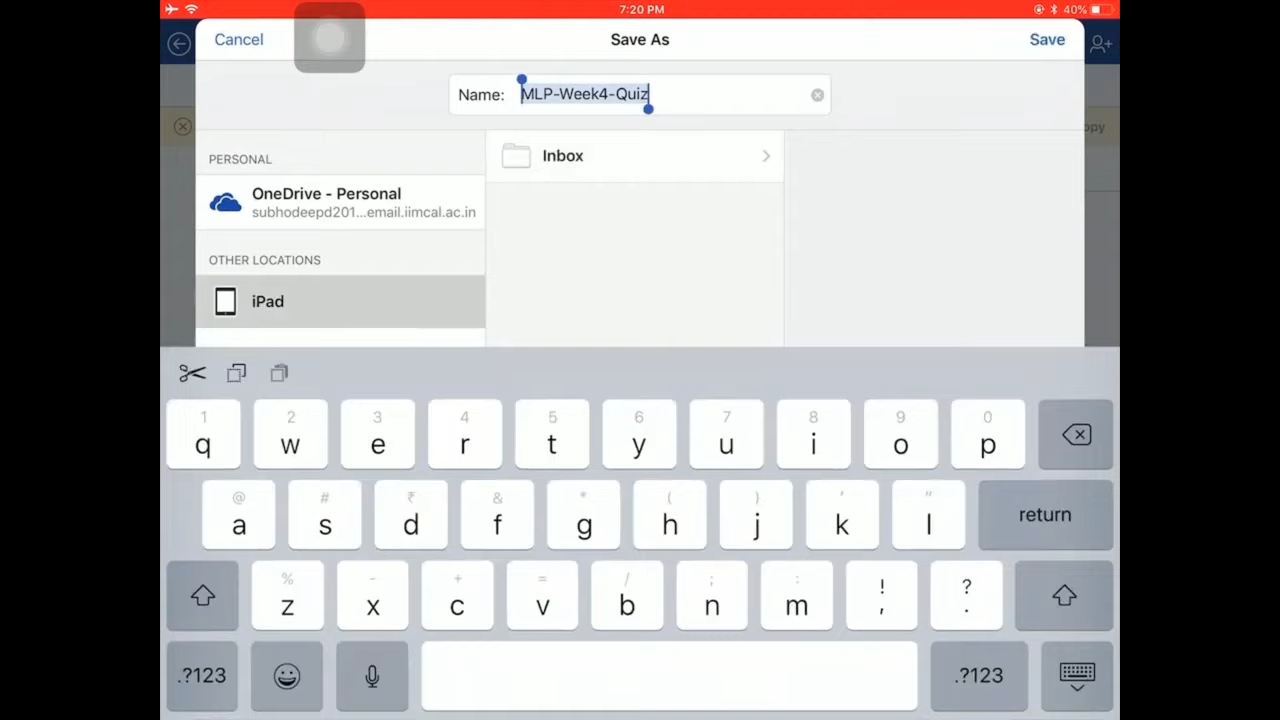 7:20 PM
40%
Cancel
Save As
Save
Name: MLP-Week4-Quiz
opy
PERSONAL
Inbox
OneDrive - Personal
subhodeepd201...email.iimcal.ac.in
OTHER LOCATIONS
iPad
1 2 3 4 5 6 7 8 9 0
q w e r t y u i o p
@ # ₹ & * ( ) ' "
a s d f g h j k l return
% - + = / ; : ! ?
z x c v b n m , .
.?123 .?123